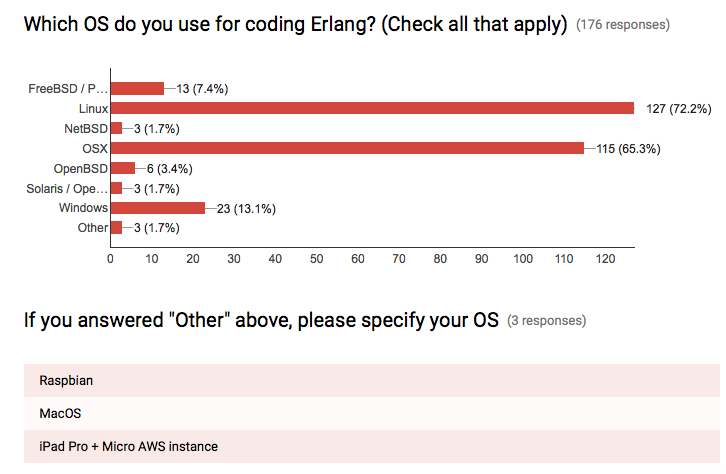 Which OS do you use for coding Erlang? (Check all that apply) (176 responses)
FreeBSD / P… 13 (7.4%)
Linux 127 (72.2%)
NetBSD 3 (1.7%)
OSX 115 (65.3%)
OpenBSD 6 (3.4%)
Solaris / Ope… 3 (1.7%)
Windows 23 (13.1%)
Other 3 (1.7%)
0 10 20 30 40 50 60 70 80 90 100 110 120
If you answered "Other" above, please specify your OS (3 responses)
Raspbian
MacOS
iPad Pro + Micro AWS instance